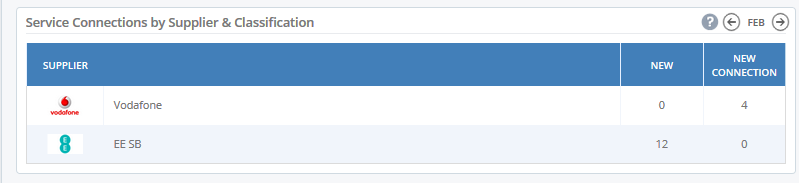 Service Connections by Supplier & Classification
? FEB
SUPPLIER NEW NEW CONNECTION
vodafone Vodafone 0 4
EE EE SB 12 0